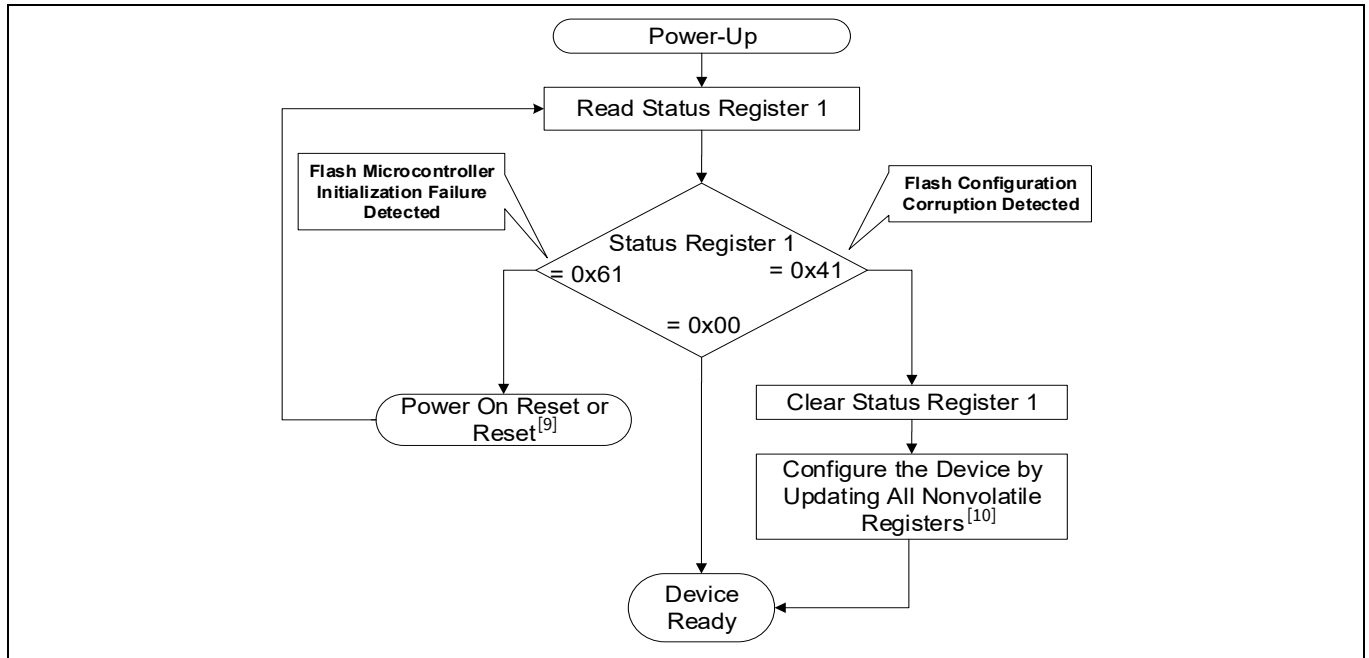 Power-Up
Read Status Register 1
Flash Microcontroller
Initialization Failure
Detected
Flash Configuration
Corruption Detected
Status Register 1
= 0x61
= 0x41
= 0x00
Power On Reset or
Reset[9]
Clear Status Register 1
Configure the Device by
Updating All Nonvolatile
Registers[10]
Device
Ready